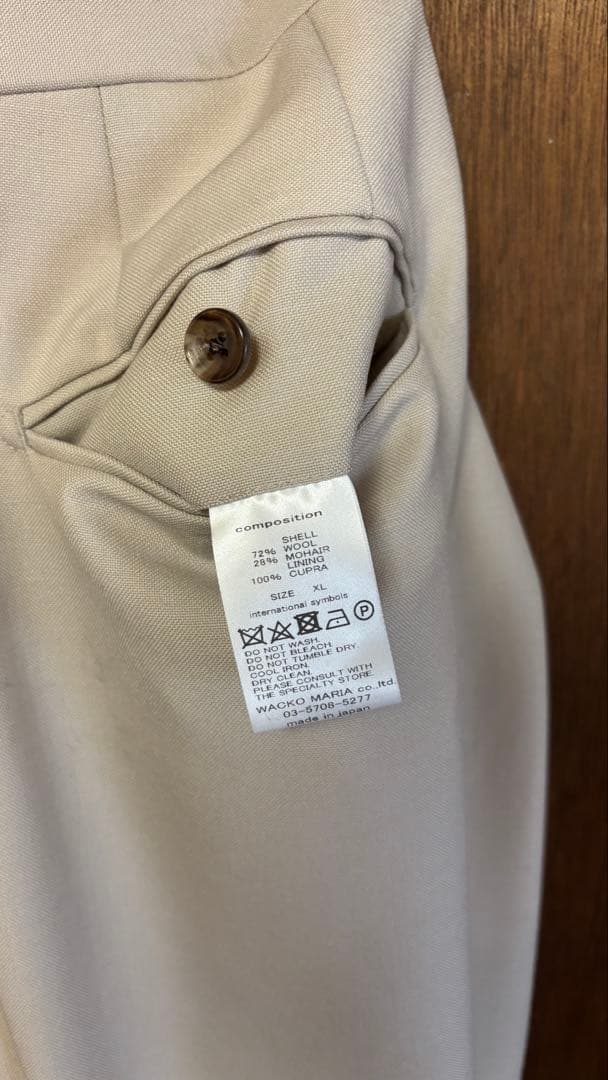 composition
SHELL
72% WOOL
28% MOHAIR
LINING
100% CUPRA
SIZE XL
international symbols
P
DO NOT WASH.
DO NOT BLEACH.
DO NOT TUMBLE DRY.
COOL IRON.
DRY CLEAN.
PLEASE CONSULT WITH
THE SPECIALTY STORE.
WACKO MARIA co.,ltd.
03-5708-5277
made in japan